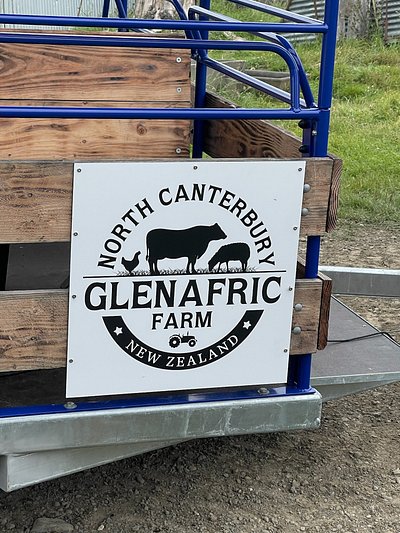 NORTH CANTERBURY
GLENAFRIC
FARM
NEW ZEALAND